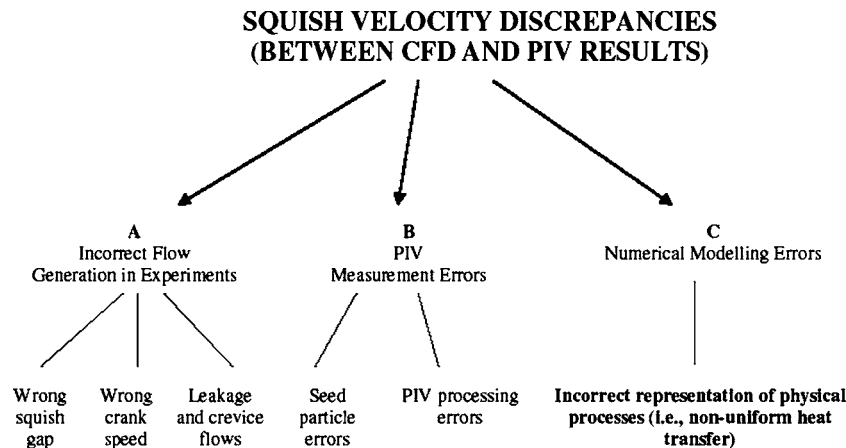 SQUISH VELOCITY DISCREPANCIES
(BETWEEN CFD AND PIV RESULTS)
A
Incorrect Flow
Generation in Experiments
B
PIV
Measurement Errors
C
Numerical Modelling Errors
Wrong
squish
gap
Wrong
crank
speed
Leakage
and crevice
flows
Seed
particle
errors
PIV processing
errors
Incorrect representation of physical
processes (i.e., non-uniform heat
transfer)